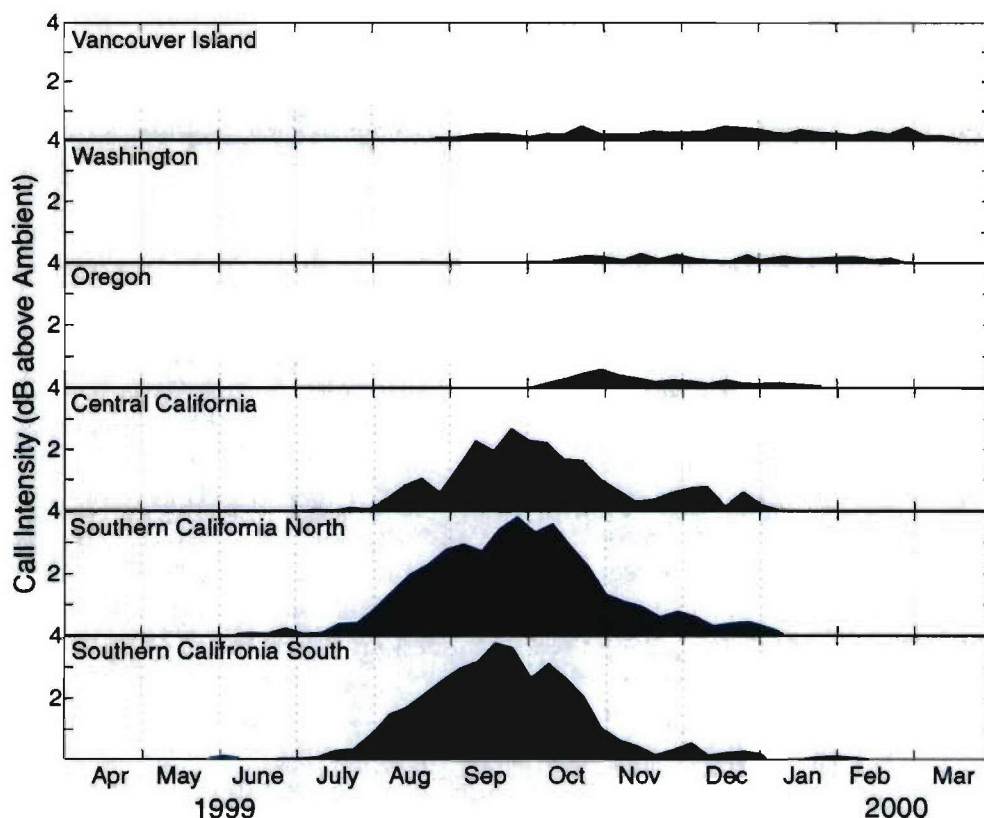 4
Vancouver Island
2
4
Washington
2
4
Oregon
2
4
Central California
2
4
Southern California North
2
4
Southern Califronia South
2
Call Intensity (dB above Ambient)
Apr May June July Aug Sep Oct Nov Dec Jan Feb Mar
1999 2000